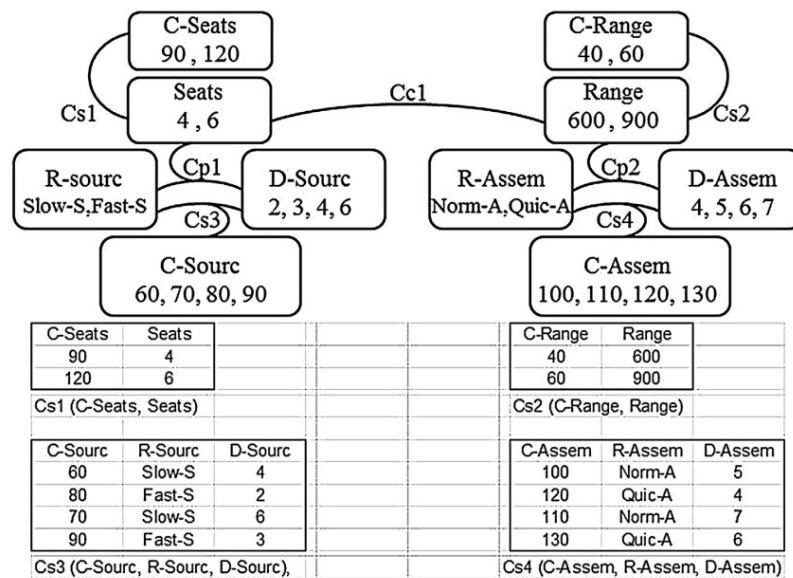 C-Seats
90 , 120
C-Range
40 , 60
Cs1
Seats
4 , 6
Cc1
Range
600 , 900
Cs2
R-sourc
Slow-S,Fast-S
Cp1
D-Sourc
2, 3, 4, 6
Cs3
R-Assem
Norm-A,Quic-A
Cp2
D-Assem
4, 5, 6, 7
Cs4
C-Sourc
60, 70, 80, 90
C-Assem
100, 110, 120, 130
C-Seats Seats
90 4
120 6
Cs1 (C-Seats, Seats)
C-Range Range
40 600
60 900
Cs2 (C-Range, Range)
C-Sourc R-Sourc D-Sourc
60 Slow-S 4
80 Fast-S 2
70 Slow-S 6
90 Fast-S 3
Cs3 (C-Sourc, R-Sourc, D-Sourc),
C-Assem R-Assem D-Assem
100 Norm-A 5
120 Quic-A 4
110 Norm-A 7
130 Quic-A 6
Cs4 (C-Assem, R-Assem, D-Assem)